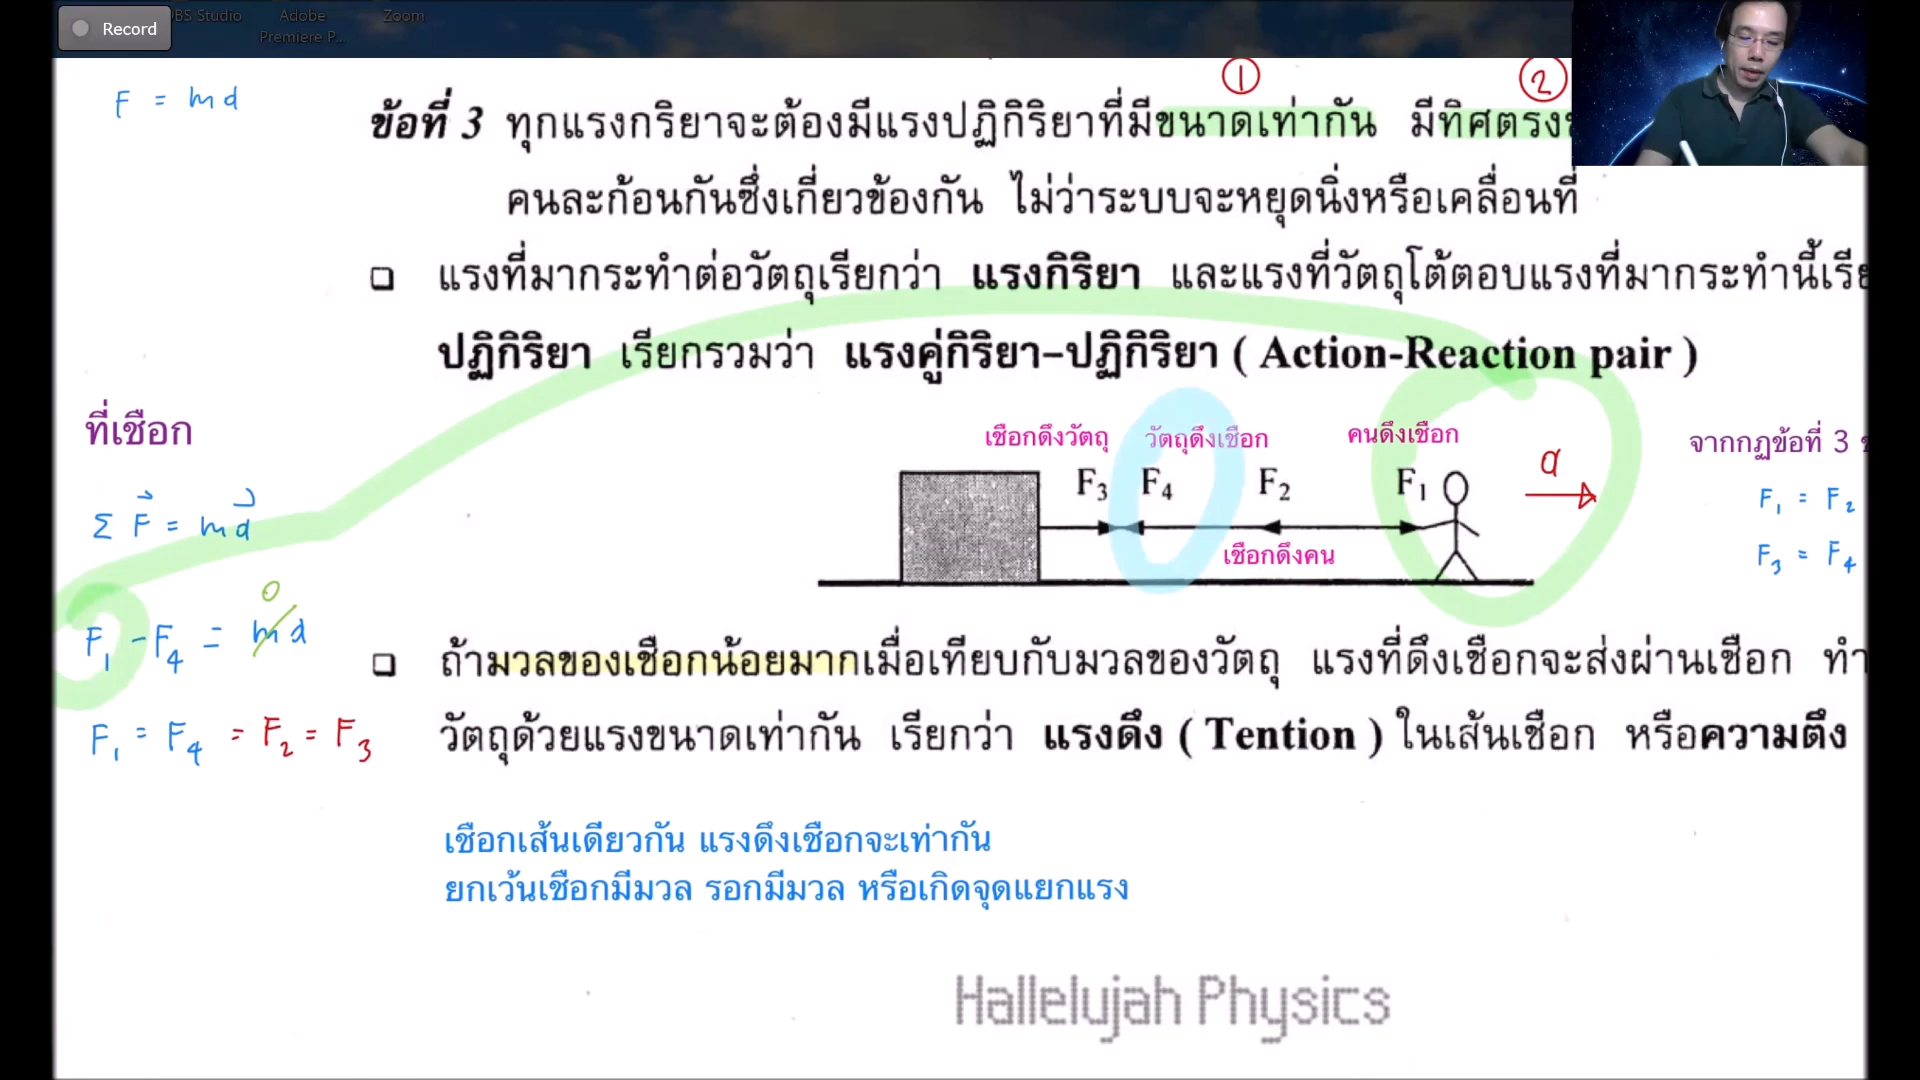 Record
OBS Studio
Adobe Premiere P...
Zoom
F = ma
① ②
ข้อที่ 3 ทุกแรงกริยาจะต้องมีแรงปฏิกิริยาที่มีขนาดเท่ากัน มีทิศตรง
คนละก้อนกันซึ่งเกี่ยวข้องกัน ไม่ว่าระบบจะหยุดนิ่งหรือเคลื่อนที่
❑ แรงที่มากระทำต่อวัตถุเรียกว่า แรงกิริยา และแรงที่วัตถุโต้ตอบแรงที่มากระทำนี้
ปฏิกิริยา เรียกรวมว่า แรงคู่กิริยา–ปฏิกิริยา ( Action-Reaction pair )
ที่เชือก
Σ F = ma
F₁ - F₄ = ma 0
F₁ = F₄ = F₂ = F₃
เชือกดึงวัตถุ วัตถุดึงเชือก คนดึงเชือก
F₃ F₄ F₂ F₁ a
เชือกดึงคน
จากกฎข้อที่ 3
F₁ = F₂
F₃ = F₄
❑ ถ้ามวลของเชือกน้อยมากเมื่อเทียบกับมวลของวัตถุ แรงที่ดึงเชือกจะส่งผ่านเชือก
วัตถุด้วยแรงขนาดเท่ากัน เรียกว่า แรงดึง ( Tention ) ในเส้นเชือก หรือความตึง
เชือกเส้นเดียวกัน แรงดึงเชือกจะเท่ากัน
ยกเว้นเชือกมีมวล รอกมีมวล หรือเกิดจุดแยกแรง
Hallelujah Physics